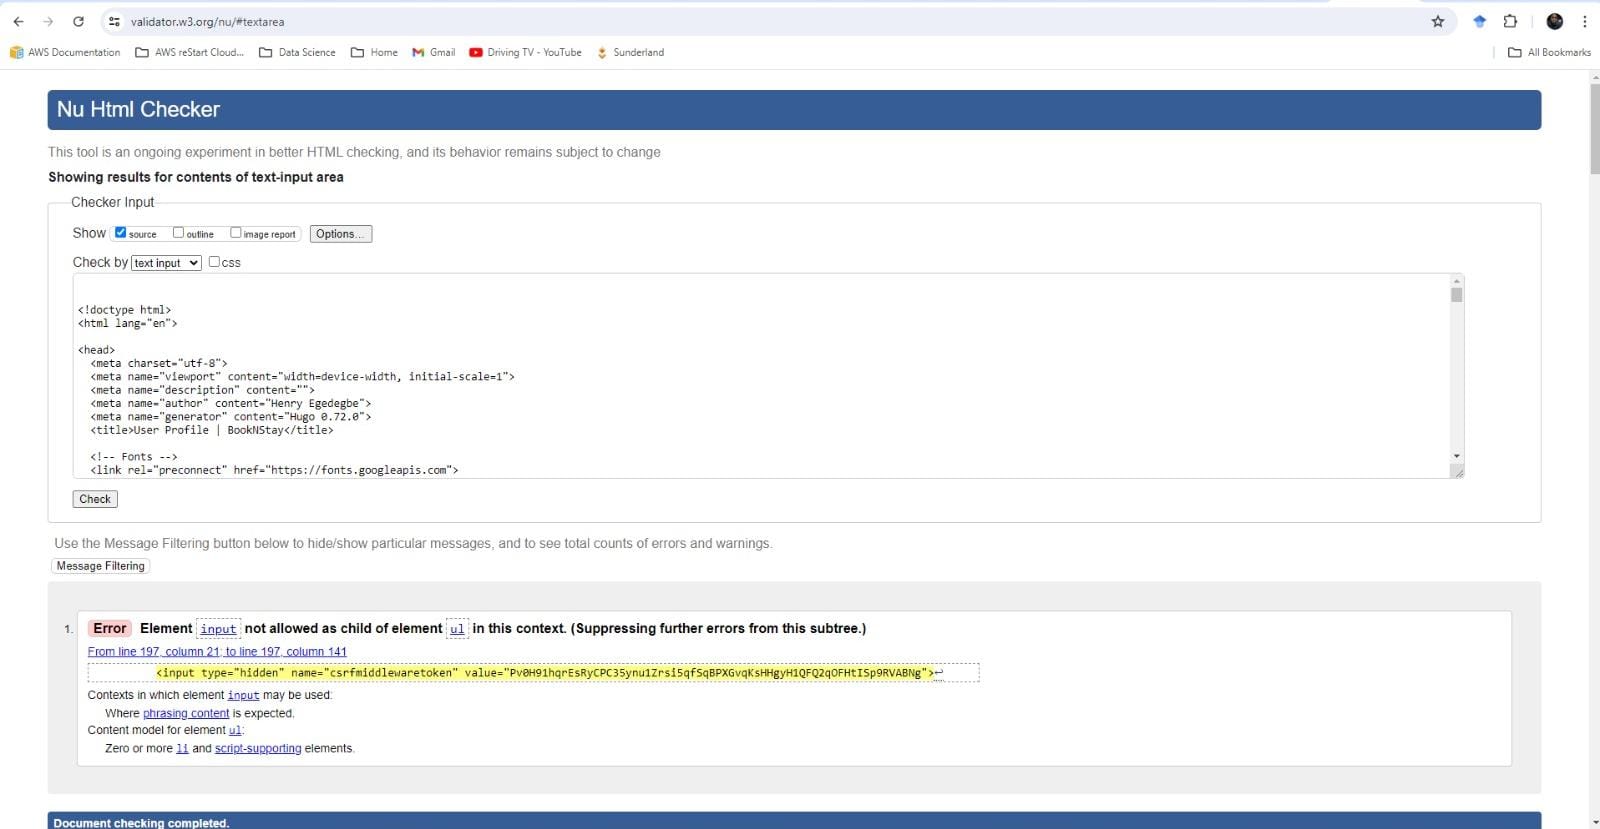 validator.w3.org/nu/#textarea
AWS Documentation AWS reStart Cloud... Data Science Home Gmail Driving TV - YouTube Sunderland All Bookmarks
Nu Html Checker
This tool is an ongoing experiment in better HTML checking, and its behavior remains subject to change
Showing results for contents of text-input area
Checker Input
Show source outline image report Options...
Check by text input css
<!doctype html>
<html lang="en">
<head>
<meta charset="utf-8">
<meta name="viewport" content="width=device-width, initial-scale=1">
<meta name="description" content="">
<meta name="author" content="Henry Egedegbe">
<meta name="generator" content="Hugo 0.72.0">
<title>User Profile | BookNStay</title>
<!-- Fonts -->
<link rel="preconnect" href="https://fonts.googleapis.com">
Check
Use the Message Filtering button below to hide/show particular messages, and to see total counts of errors and warnings.
Message Filtering
1. Error Element input not allowed as child of element ul in this context. (Suppressing further errors from this subtree.)
From line 197, column 21; to line 197, column 141
<input type="hidden" name="csrfmiddlewaretoken" value="Pv0H91hqrEsRyCPC35ynu1Zrsi5qfSqBPXGvqKsHHgyH1QFQ2qOFHtISp9RVABNg">↩
Contexts in which element input may be used:
Where phrasing content is expected.
Content model for element ul:
Zero or more li and script-supporting elements.
Document checking completed.